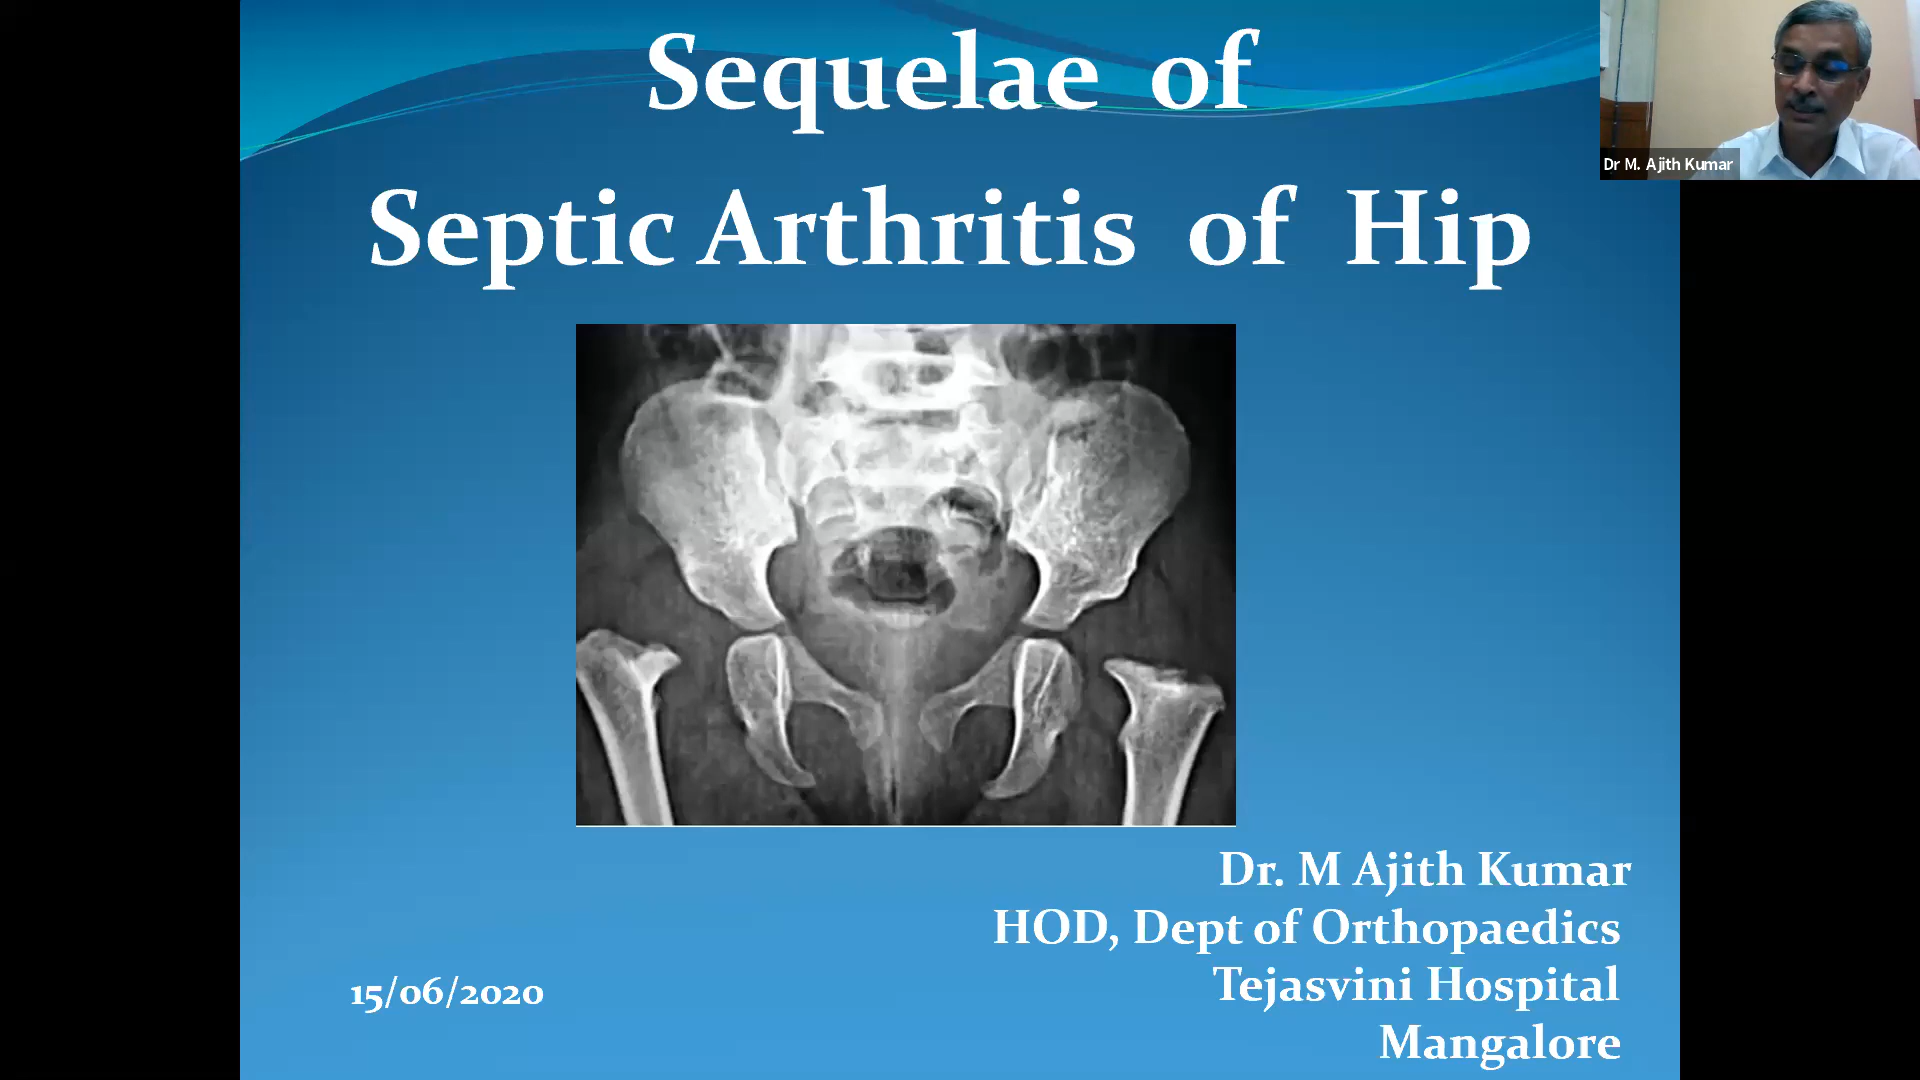 Sequelae of
Septic Arthritis of Hip
Dr M. Ajith Kumar
Dr. M Ajith Kumar
HOD, Dept of Orthopaedics
Tejasvini Hospital
Mangalore
15/06/2020